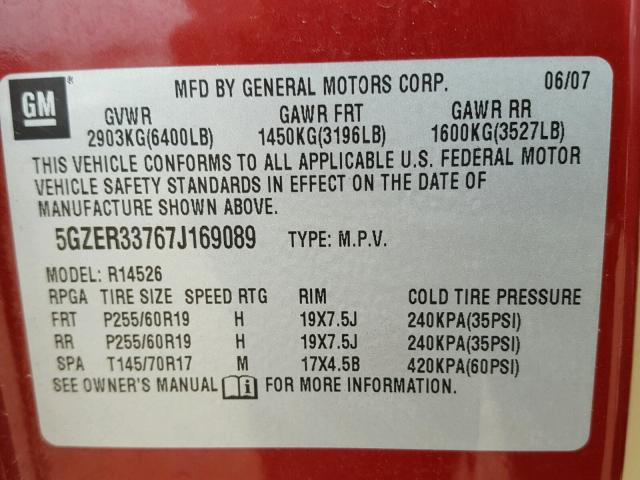 GM ® MFD BY GENERAL MOTORS CORP. 06/07
GVWR GAWR FRT GAWR RR
2903KG(6400LB) 1450KG(3196LB) 1600KG(3527LB)
THIS VEHICLE CONFORMS TO ALL APPLICABLE U.S. FEDERAL MOTOR
VEHICLE SAFETY STANDARDS IN EFFECT ON THE DATE OF
MANUFACTURE SHOWN ABOVE.
5GZER33767J169089 TYPE: M.P.V.
MODEL: R14526
RPGA TIRE SIZE SPEED RTG RIM COLD TIRE PRESSURE
FRT P255/60R19 H 19X7.5J 240KPA(35PSI)
RR P255/60R19 H 19X7.5J 240KPA(35PSI)
SPA T145/70R17 M 17X4.5B 420KPA(60PSI)
SEE OWNER'S MANUAL FOR MORE INFORMATION.